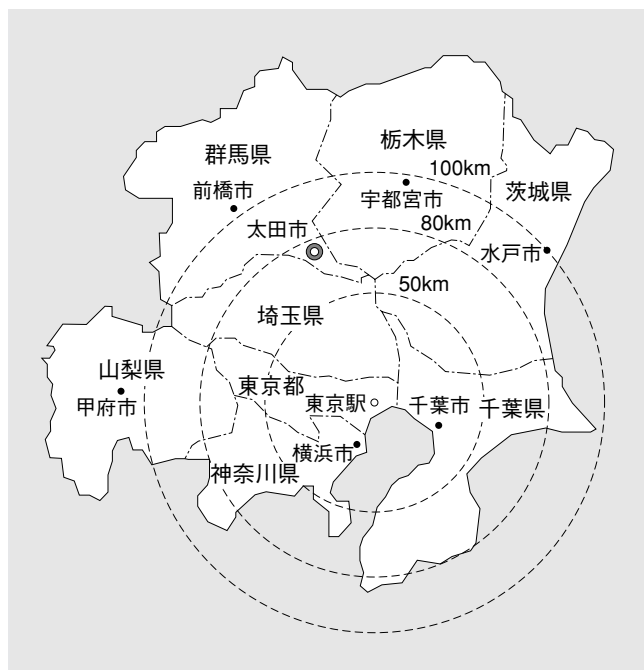 栃木県
群馬県
100km
茨城県
前橋市
宇都宮市
太田市
80km
水戸市
50km
埼玉県
山梨県
東京都
甲府市
東京駅
千葉市
千葉県
横浜市
神奈川県